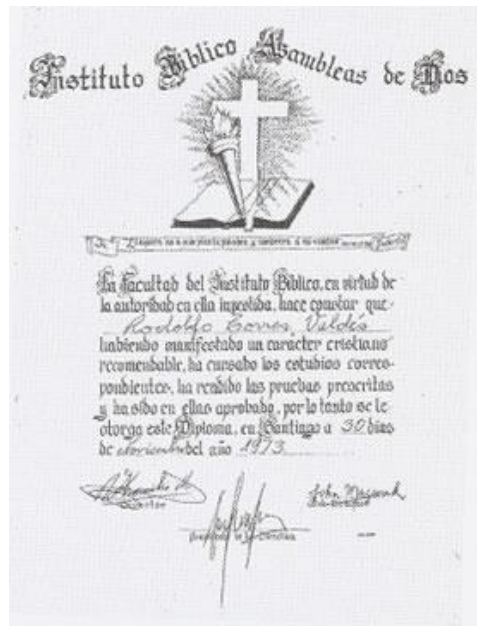 Instituto Bíblico Asambleas de Dios
La Facultad del Instituto Bíblico, en virtud de
la autoridad en ella investida, hace constar que
Rodolfo Torres Valdés
habiendo manifestado un carácter cristiano
recomendable, ha cursado los estudios corres-
pondientes, ha rendido las pruebas prescritas
y ha sido en ellas aprobado, por lo tanto se le
otorga este Diploma, en Santiago a 30 días
de Noviembre del año 1973
Director